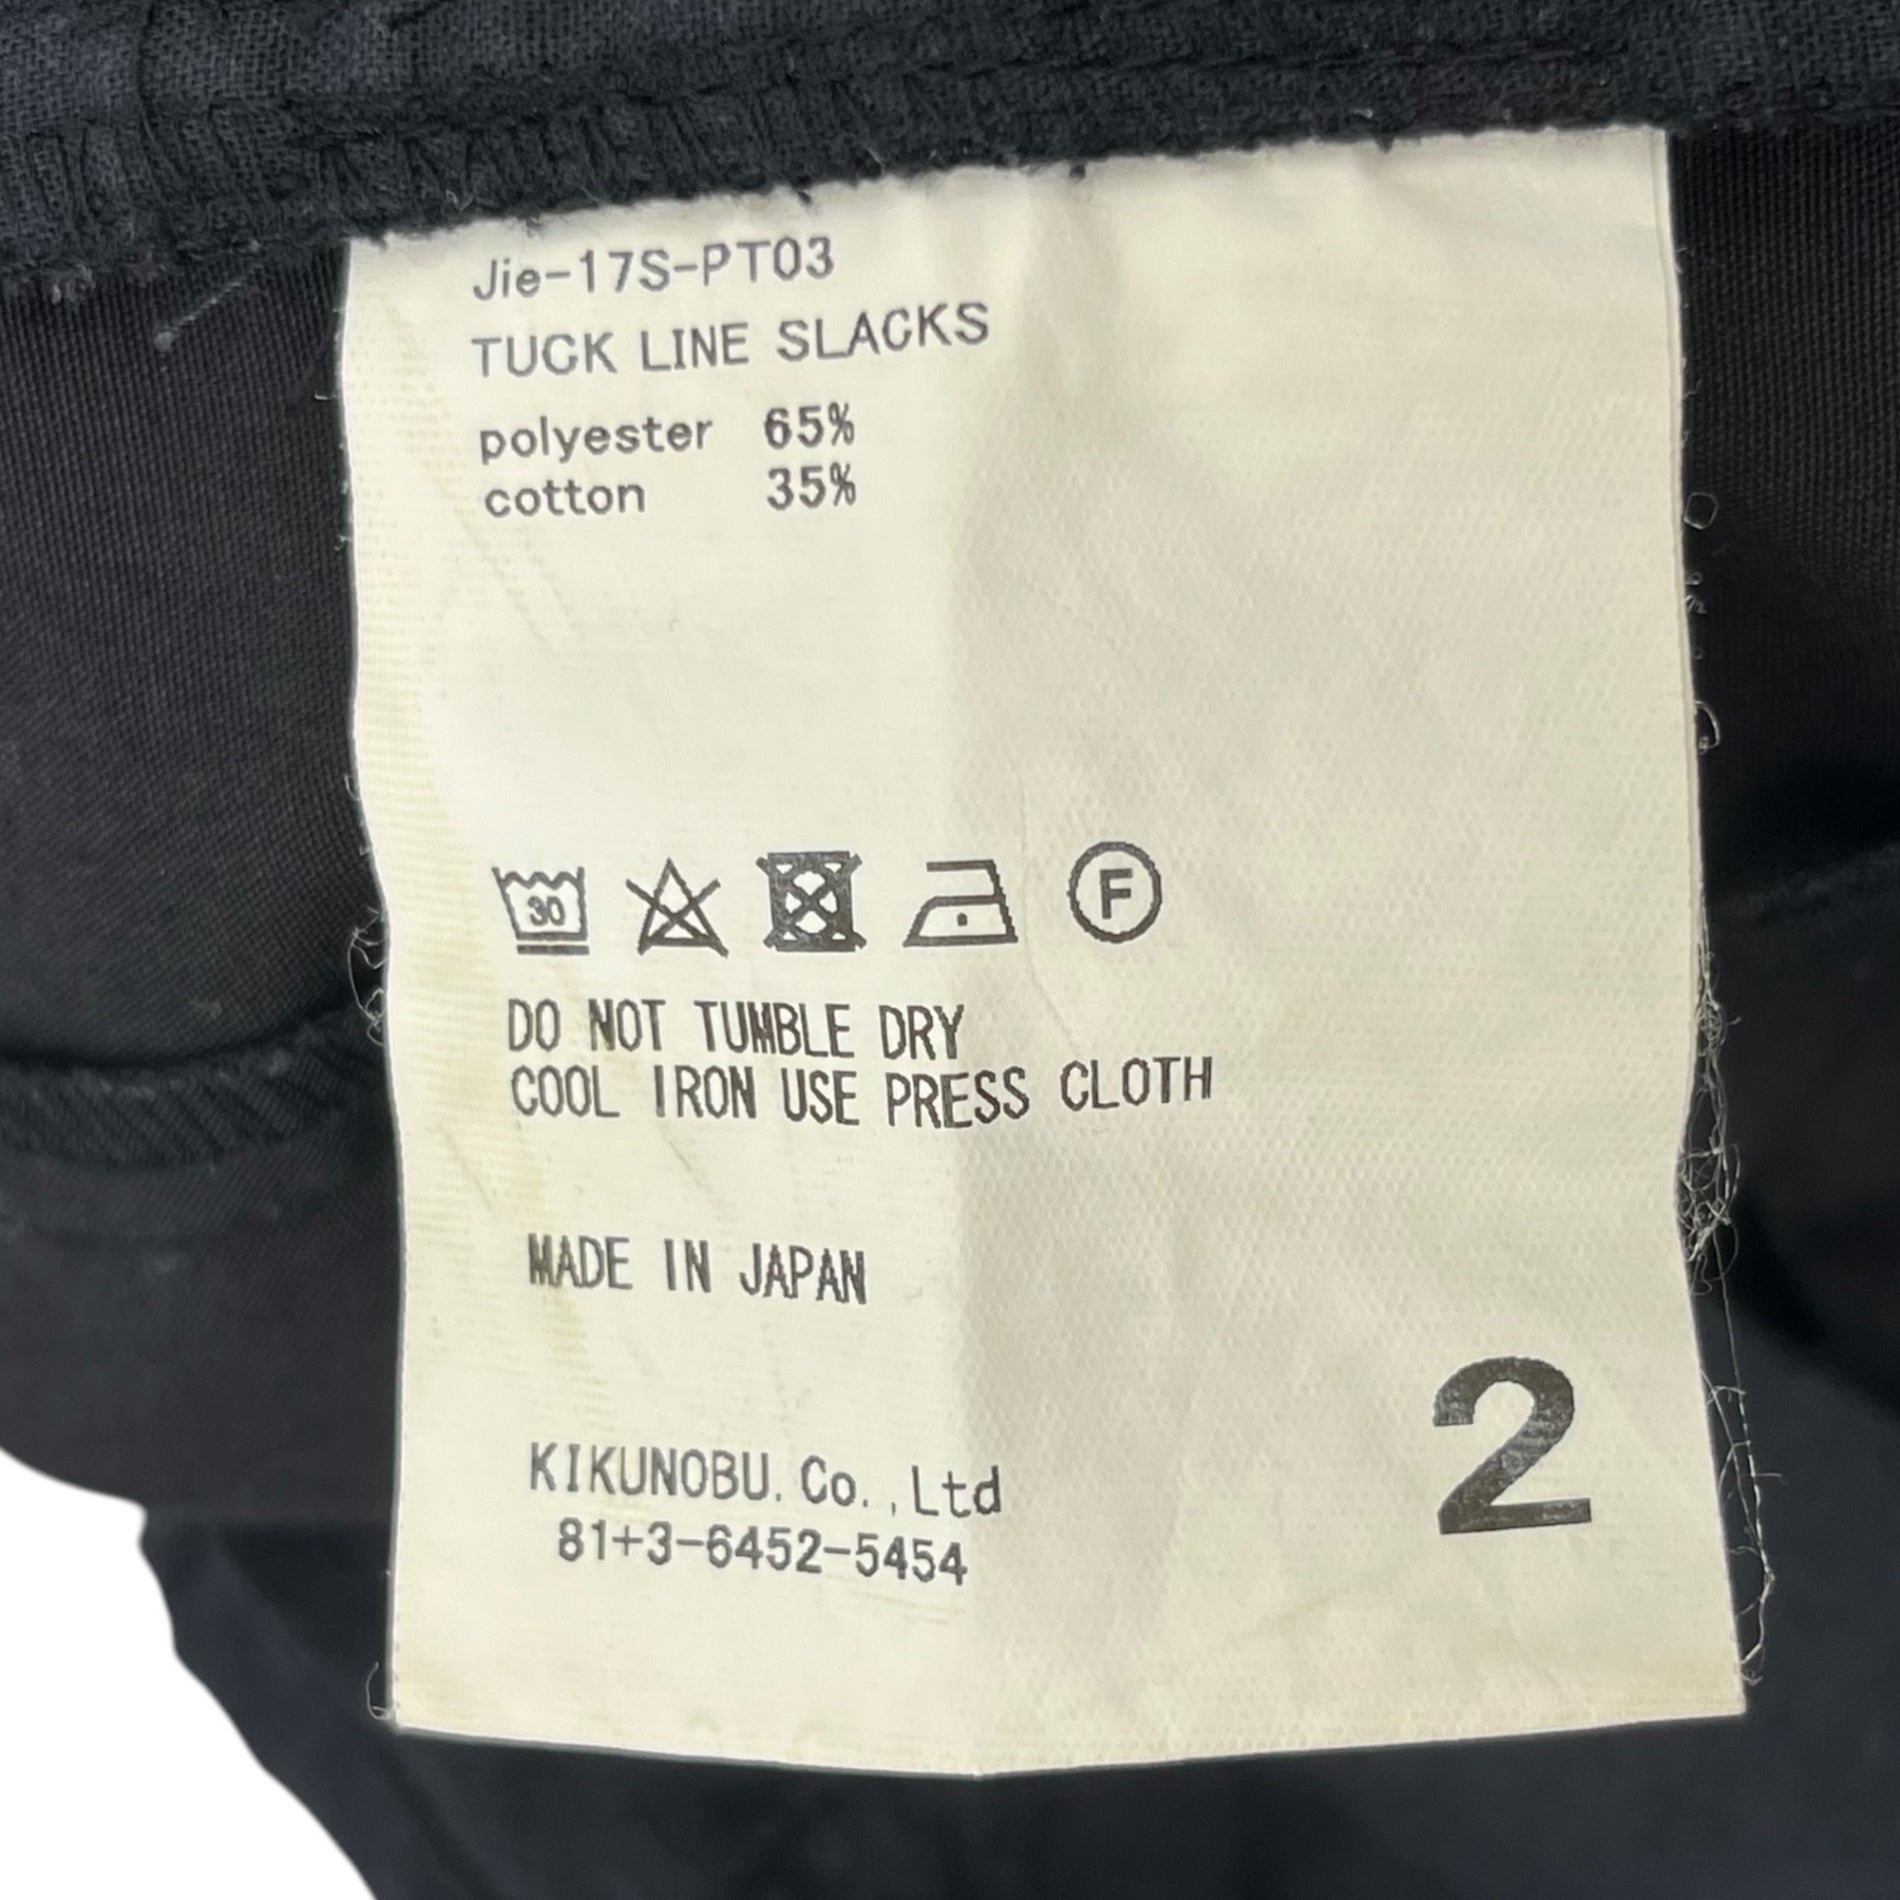 Jie-17S-PT03
TUCK LINE SLACKS
polyester 65%
cotton 35%
30 F
DO NOT TUMBLE DRY
COOL IRON USE PRESS CLOTH
MADE IN JAPAN
KIKUNOBU. Co. ,Ltd
81+3-6452-5454
2